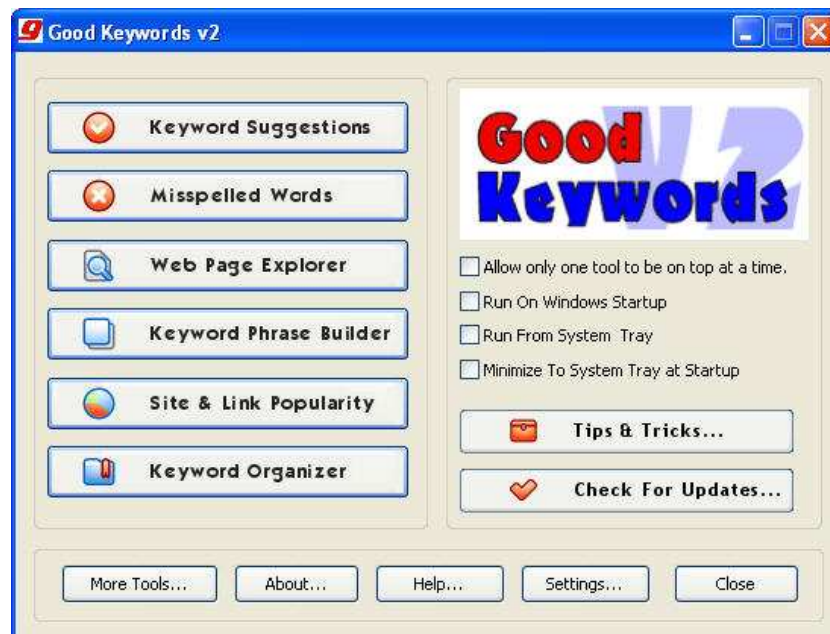 Good Keywords v2
Keyword Suggestions
Misspelled Words
Web Page Explorer
Keyword Phrase Builder
Site & Link Popularity
Keyword Organizer
V2
Good
Keywords
Allow only one tool to be on top at a time.
Run On Windows Startup
Run From System Tray
Minimize To System Tray at Startup
Tips & Tricks...
Check For Updates...
More Tools...
About...
Help...
Settings...
Close